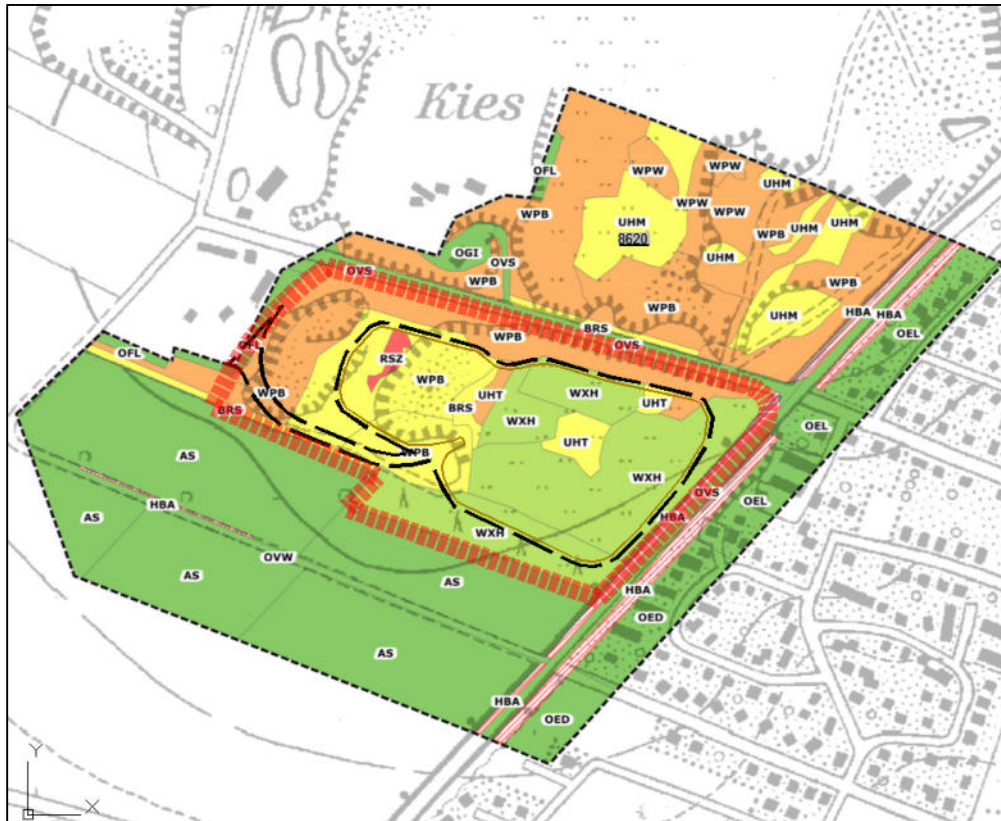 Kies
OFL
WPW
WPW
UHM
WPW
WPW
UHM
8620
WPB
UHM
UHM
WPB
UHM
OGI
OVS
WPB
OVS
WPB
WPB
UHM
HBA
HBA
OEL
BRS
OVS
WPB
OFL
RSZ
WPB
WPB
BRS
UHT
WXH
UHT
OEL
BRS
WXH
UHT
WPB
WXH
OVS
OEL
AS
HBA
AS
HBA
WXH
OVW
AS
AS
HBA
OED
AS
HBA
OED
Y
X